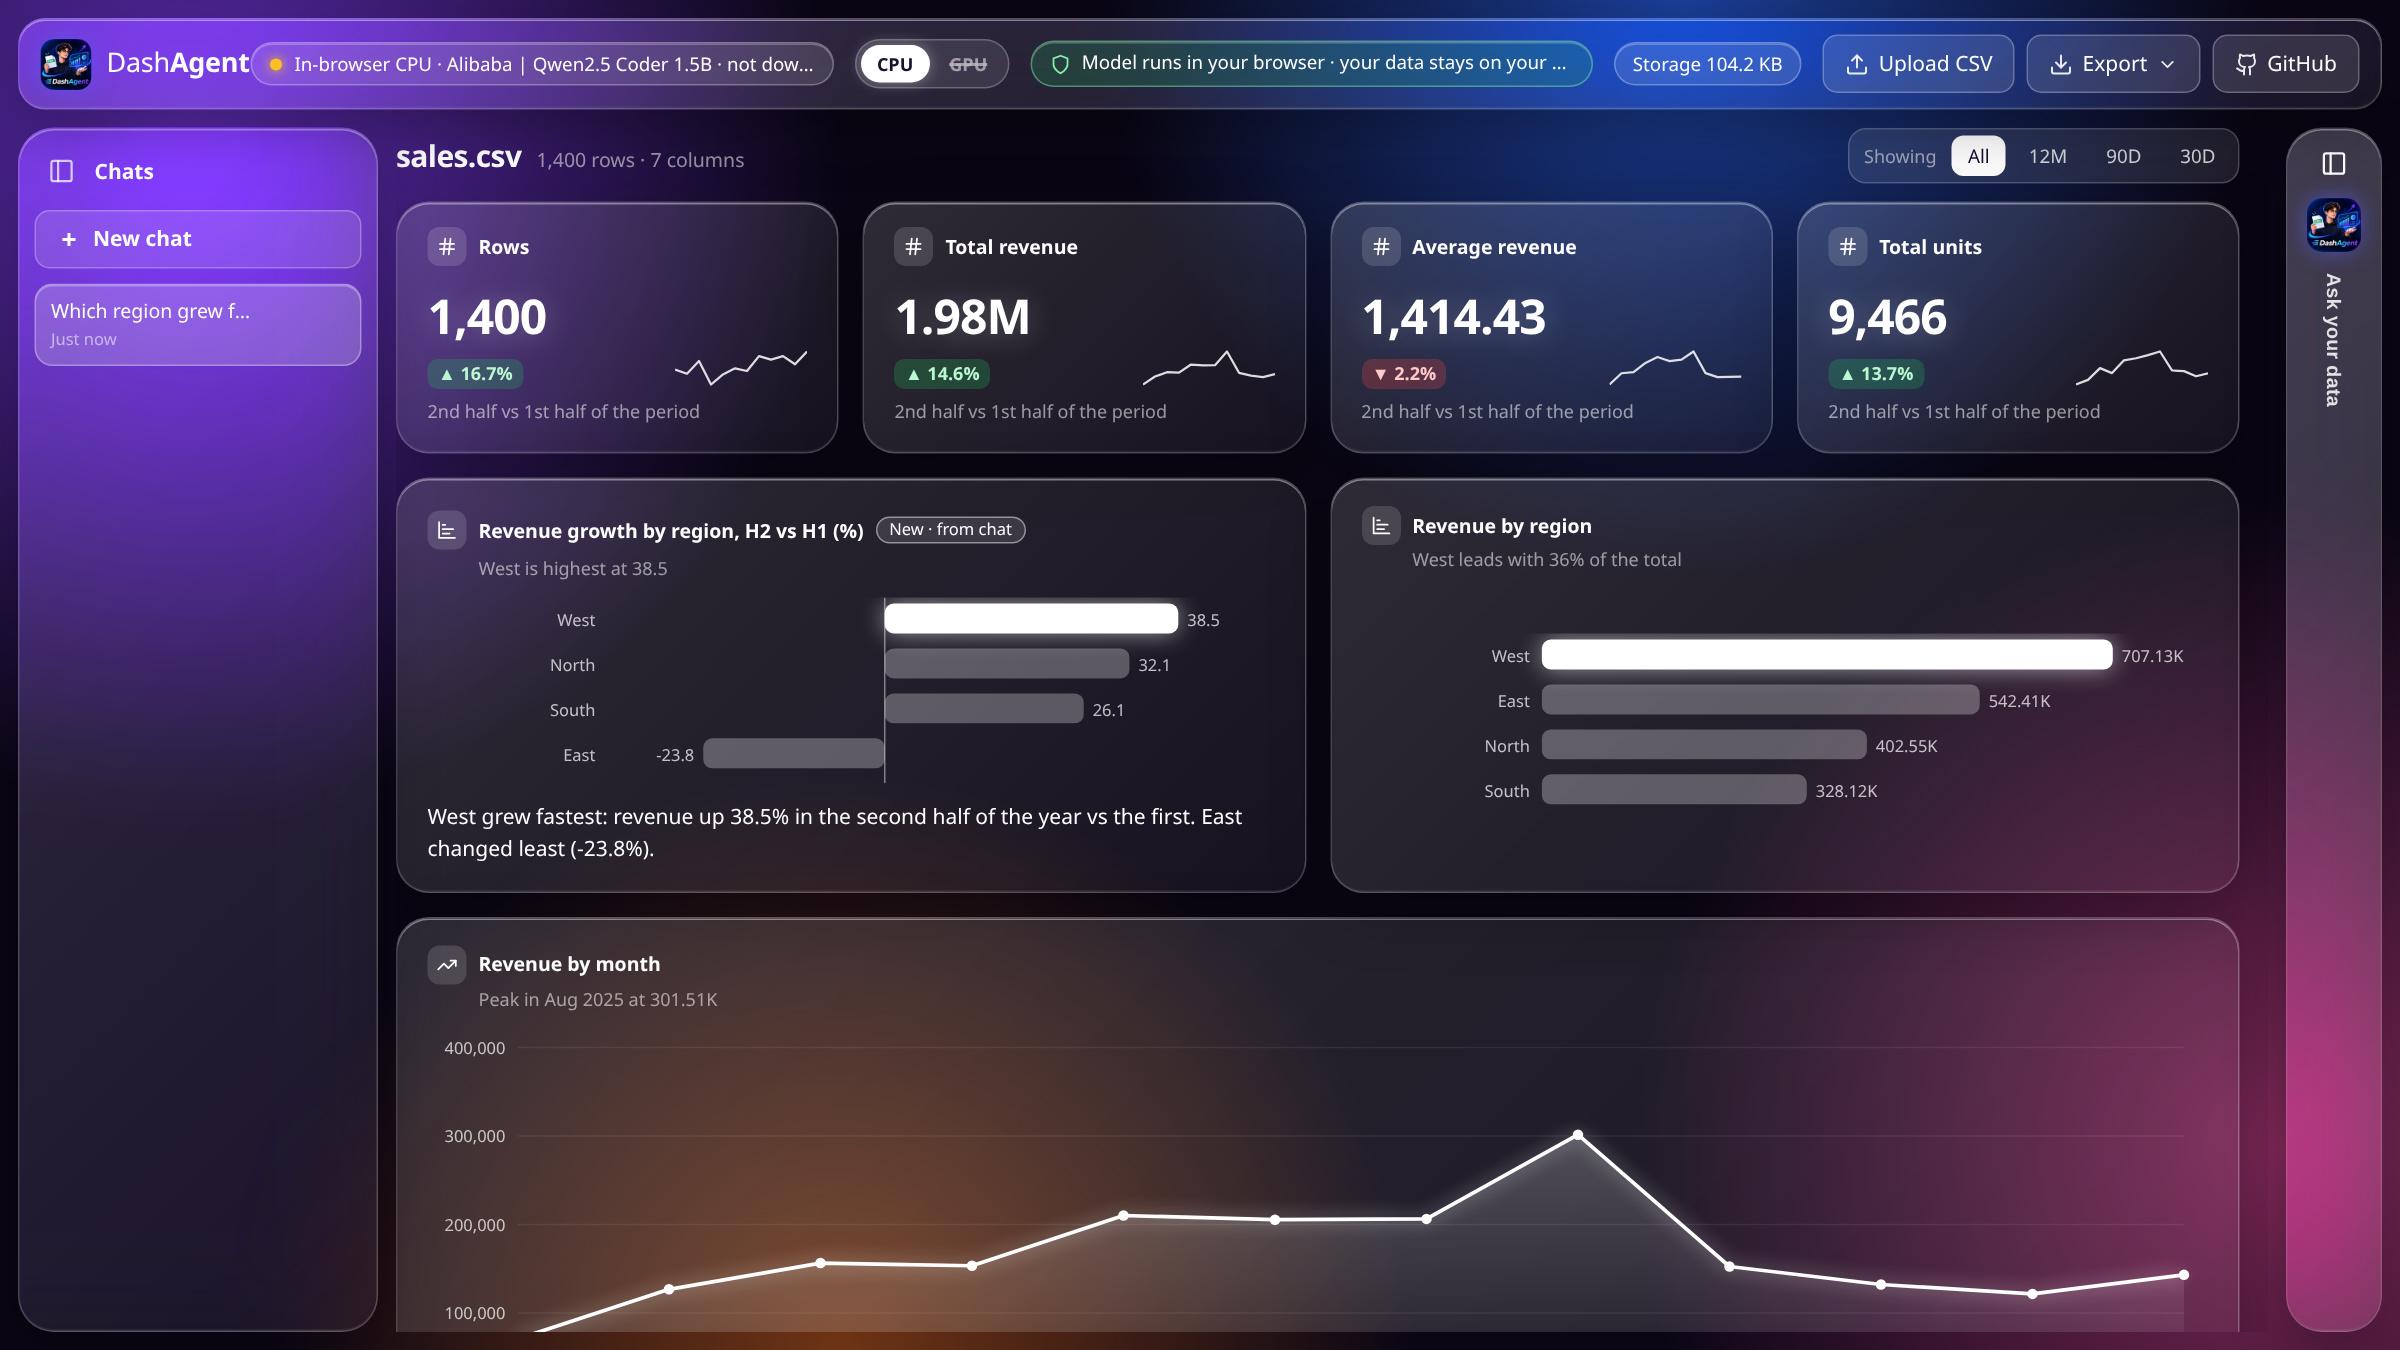 DashAgent
In-browser CPU · Alibaba | Qwen2.5 Coder 1.5B · not dow...
CPU
GPU
Model runs in your browser · your data stays on your ...
Storage 104.2 KB
Upload CSV
Export
GitHub
Chats
+ New chat
Which region grew f...
Just now
sales.csv 1,400 rows · 7 columns
Showing All 12M 90D 30D
Rows
1,400
▲ 16.7%
2nd half vs 1st half of the period
Total revenue
1.98M
▲ 14.6%
2nd half vs 1st half of the period
Average revenue
1,414.43
▼ 2.2%
2nd half vs 1st half of the period
Total units
9,466
▲ 13.7%
2nd half vs 1st half of the period
Revenue growth by region, H2 vs H1 (%) New · from chat
West is highest at 38.5
West 38.5
North 32.1
South 26.1
East -23.8
West grew fastest: revenue up 38.5% in the second half of the year vs the first. East
changed least (-23.8%).
Revenue by region
West leads with 36% of the total
West 707.13K
East 542.41K
North 402.55K
South 328.12K
Revenue by month
Peak in Aug 2025 at 301.51K
400,000
300,000
200,000
100,000
DashAgent
Ask your data